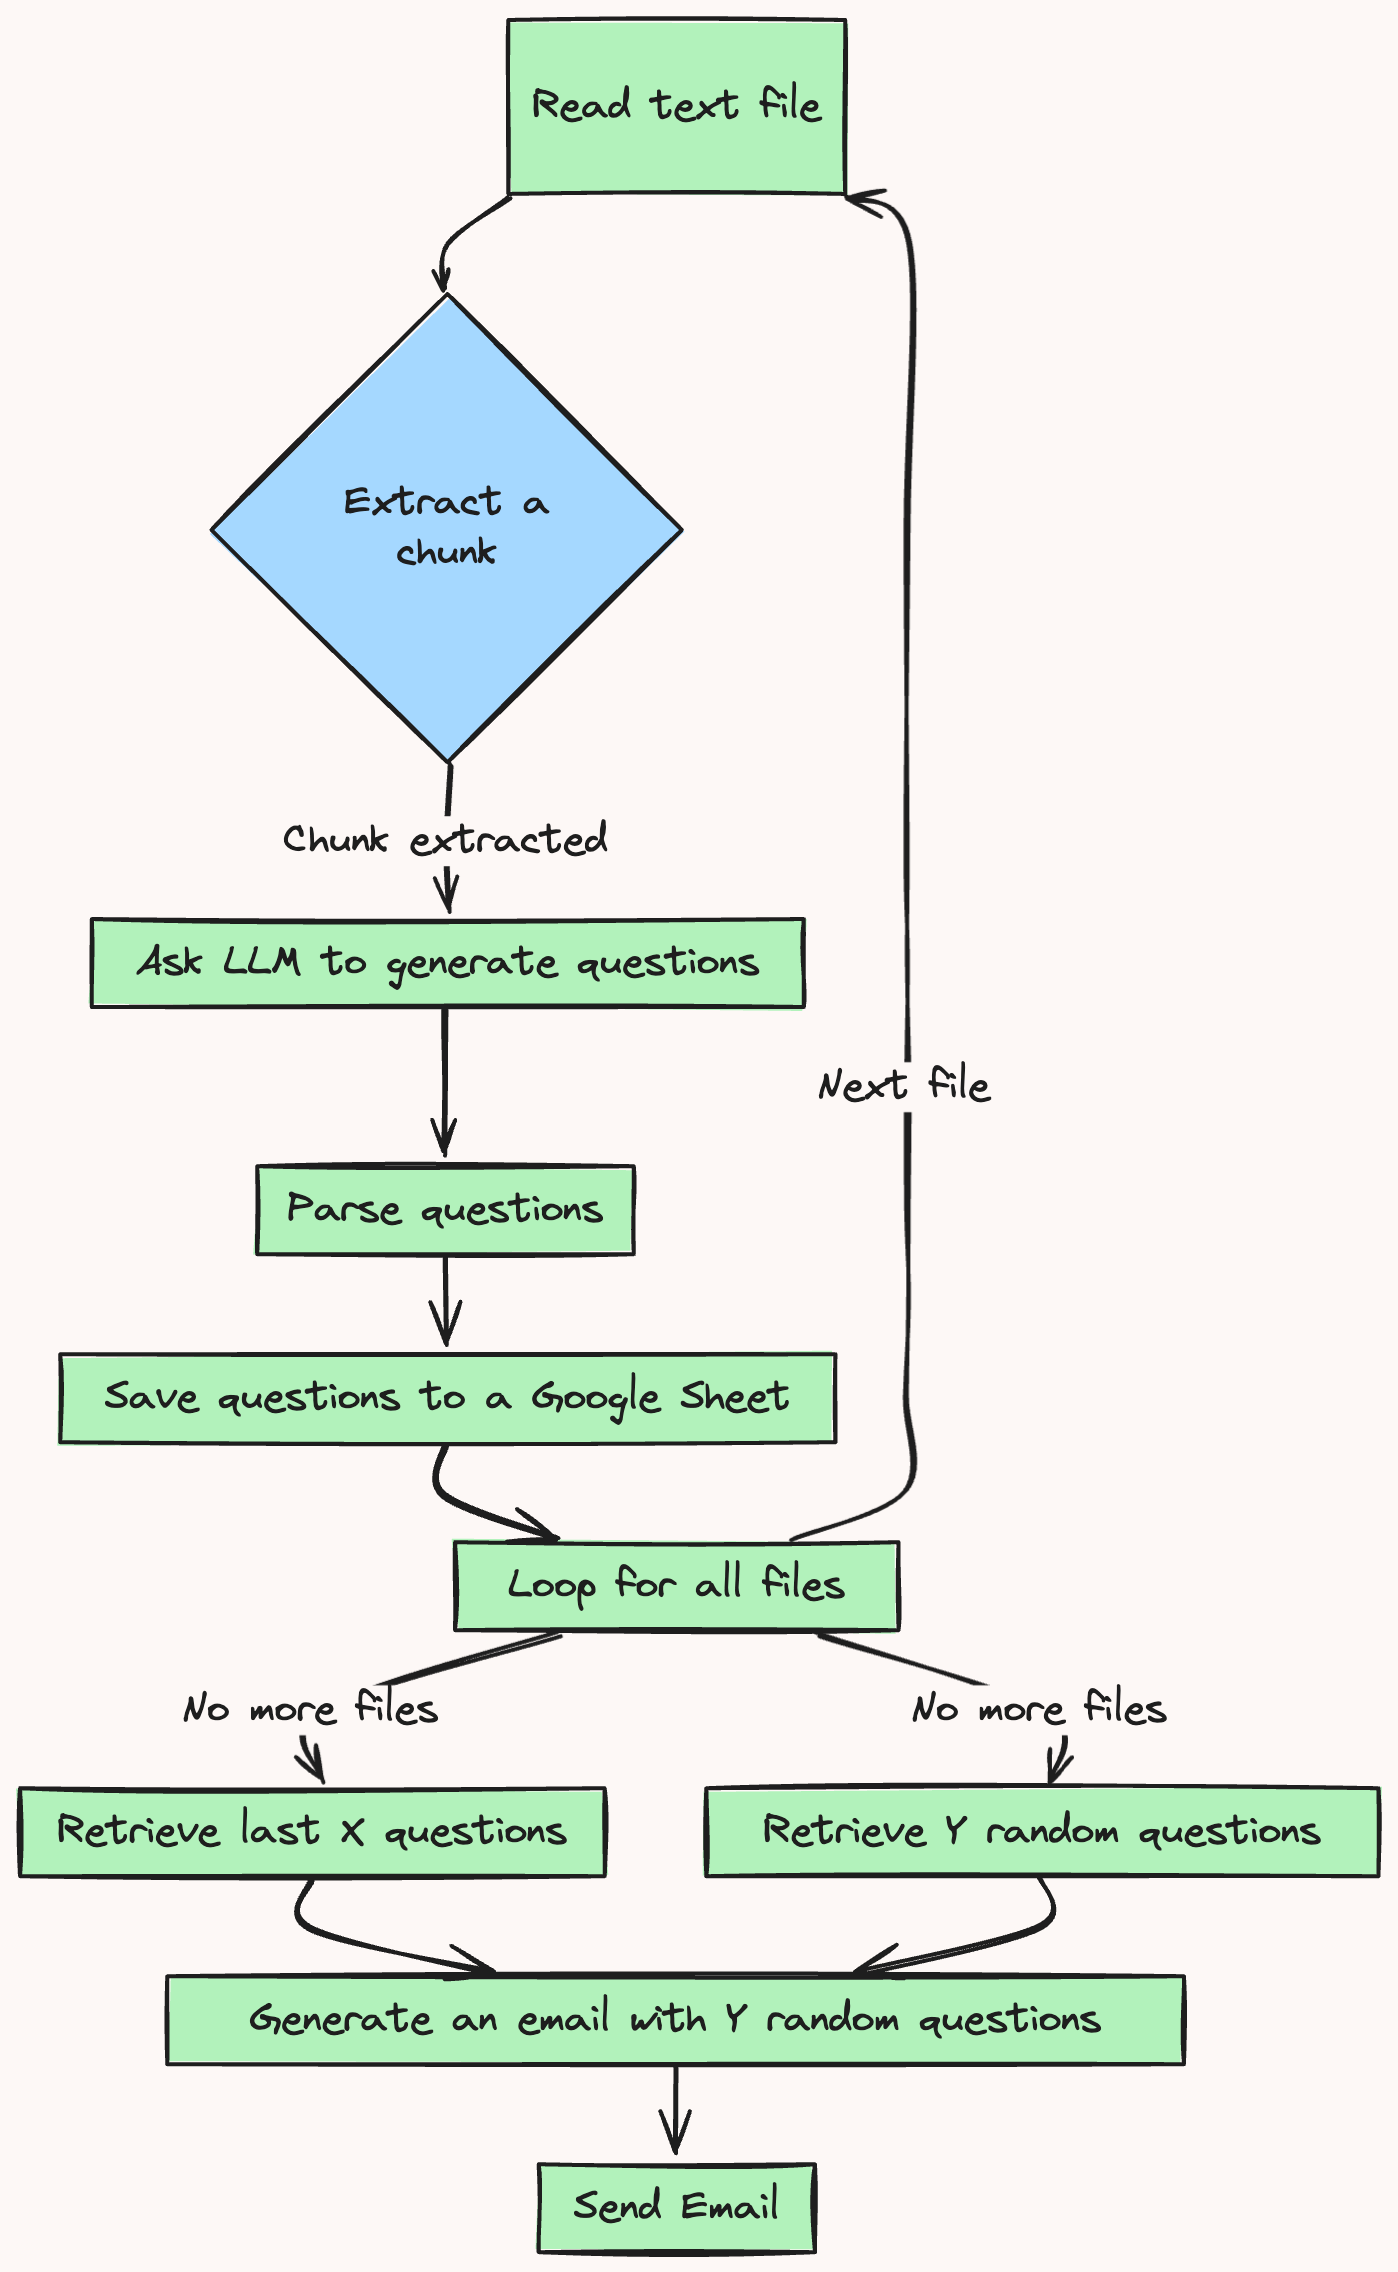 Read text file
Extract a
chunk
Chunk extracted
Ask LLM to generate questions
Next file
Parse questions
Save questions to a Google Sheet
Loop for all files
No more files
No more files
Retrieve last X questions
Retrieve Y random questions
Generate an email with Y random questions
Send Email